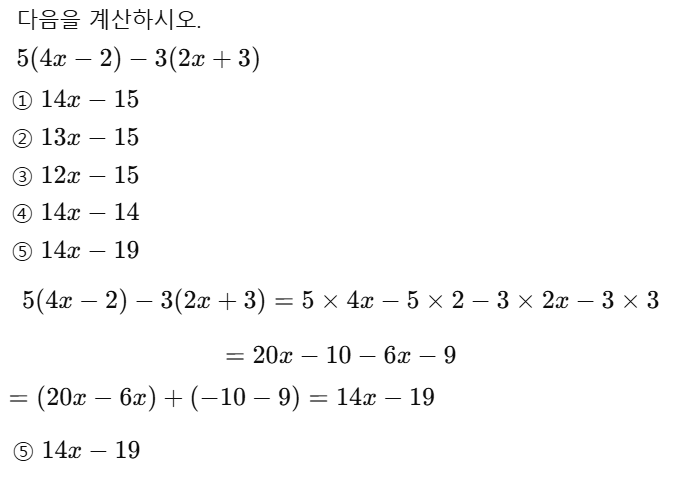 다음을 계산하시오.
5(4x − 2) − 3(2x + 3)
① 14x − 15
② 13x − 15
③ 12x − 15
④ 14x − 14
⑤ 14x − 19
5(4x − 2) − 3(2x + 3) = 5 × 4x − 5 × 2 − 3 × 2x − 3 × 3
= 20x − 10 − 6x − 9
= (20x − 6x) + (−10 − 9) = 14x − 19
⑤ 14x − 19